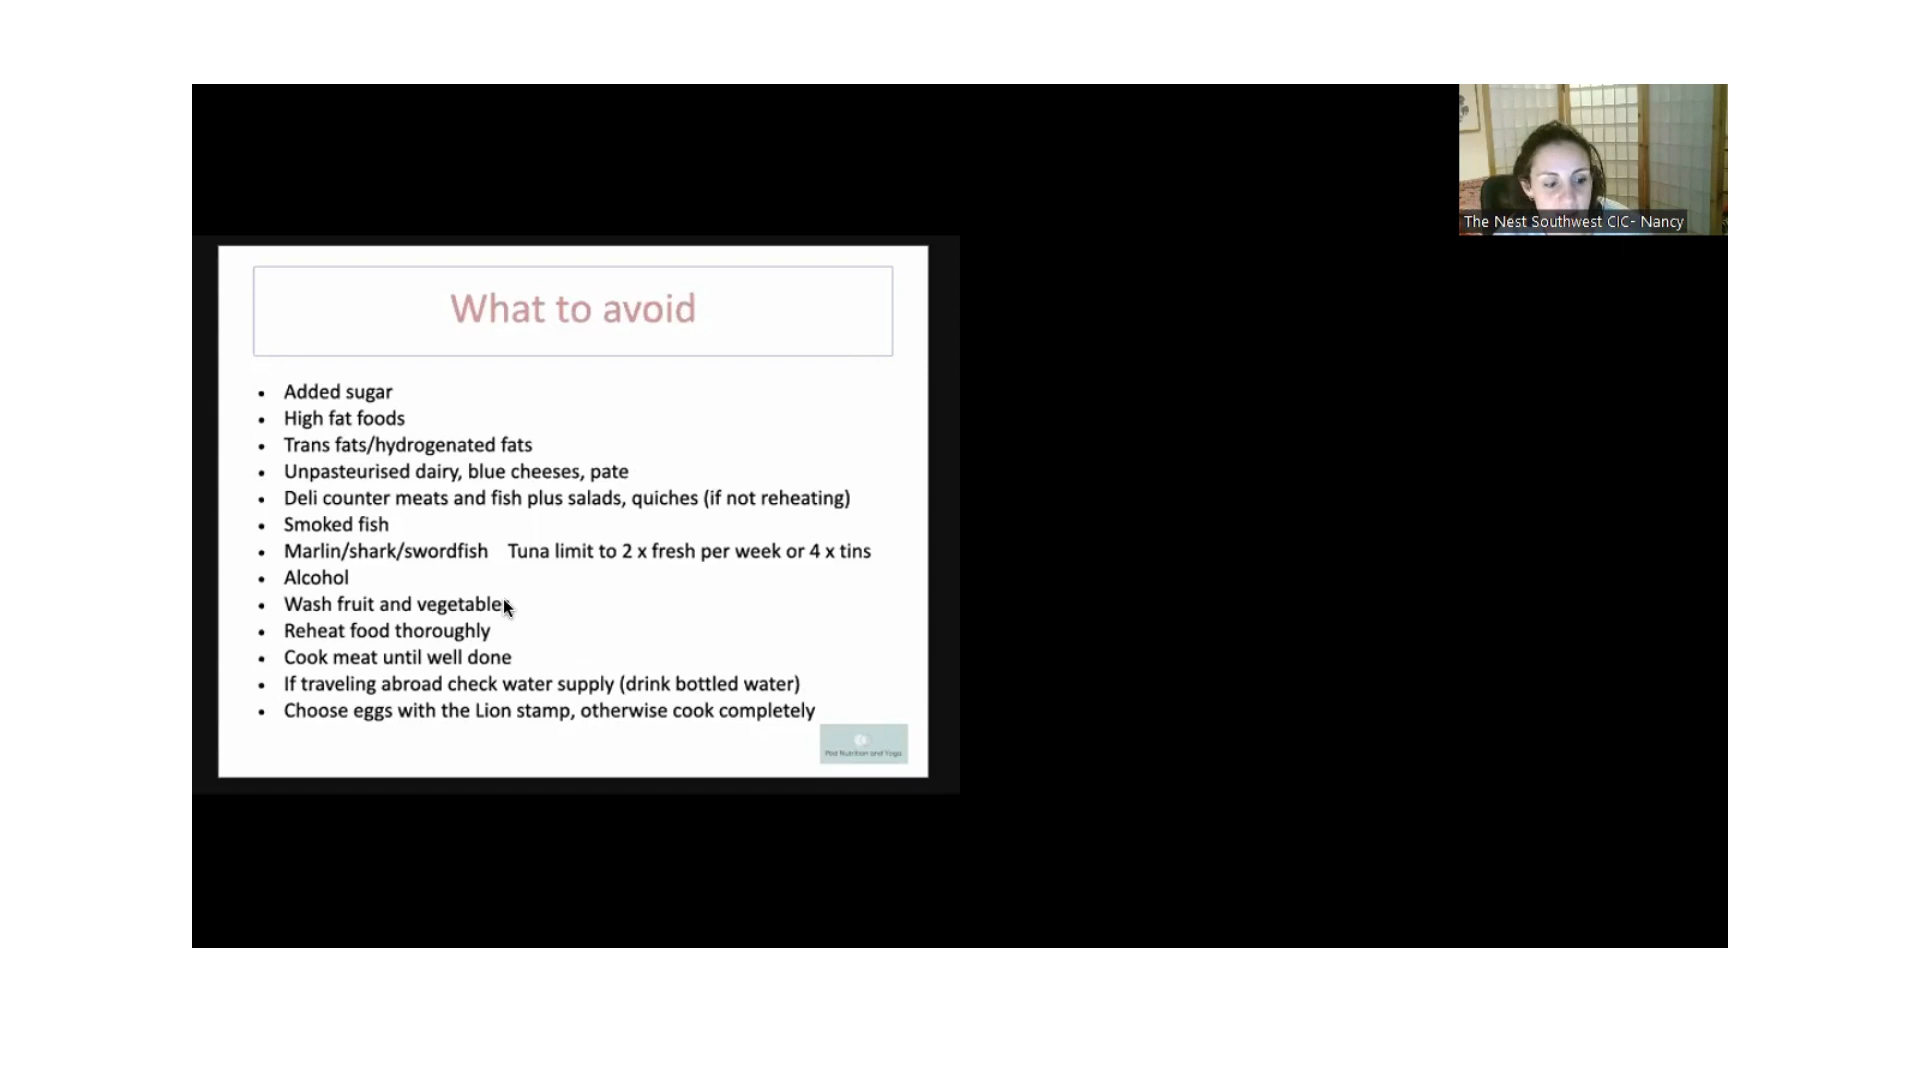 The Nest Southwest CIC- Nancy
What to avoid
• Added sugar
• High fat foods
• Trans fats/hydrogenated fats
• Unpasteurised dairy, blue cheeses, pate
• Deli counter meats and fish plus salads, quiches (if not reheating)
• Smoked fish
• Marlin/shark/swordfish Tuna limit to 2 x fresh per week or 4 x tins
• Alcohol
• Wash fruit and vegetables
• Reheat food thoroughly
• Cook meat until well done
• If traveling abroad check water supply (drink bottled water)
• Choose eggs with the Lion stamp, otherwise cook completely
Pod Nutrition and Yoga